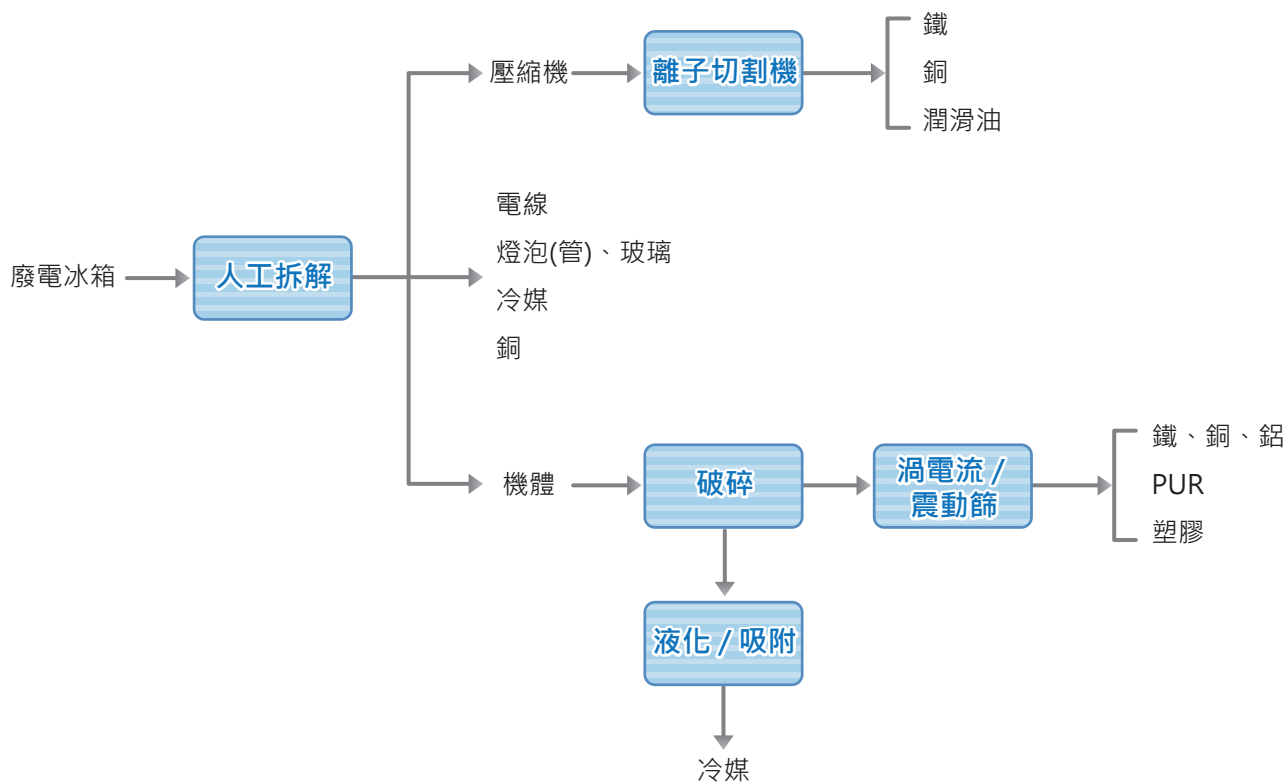 廢電冰箱
人工拆解
壓縮機
離子切割機
鐵
銅
潤滑油
電線
燈泡(管)、玻璃
冷媒
銅
機體
破碎
渦電流 /
震動篩
鐵、銅、鋁
PUR
塑膠
液化 / 吸附
冷媒